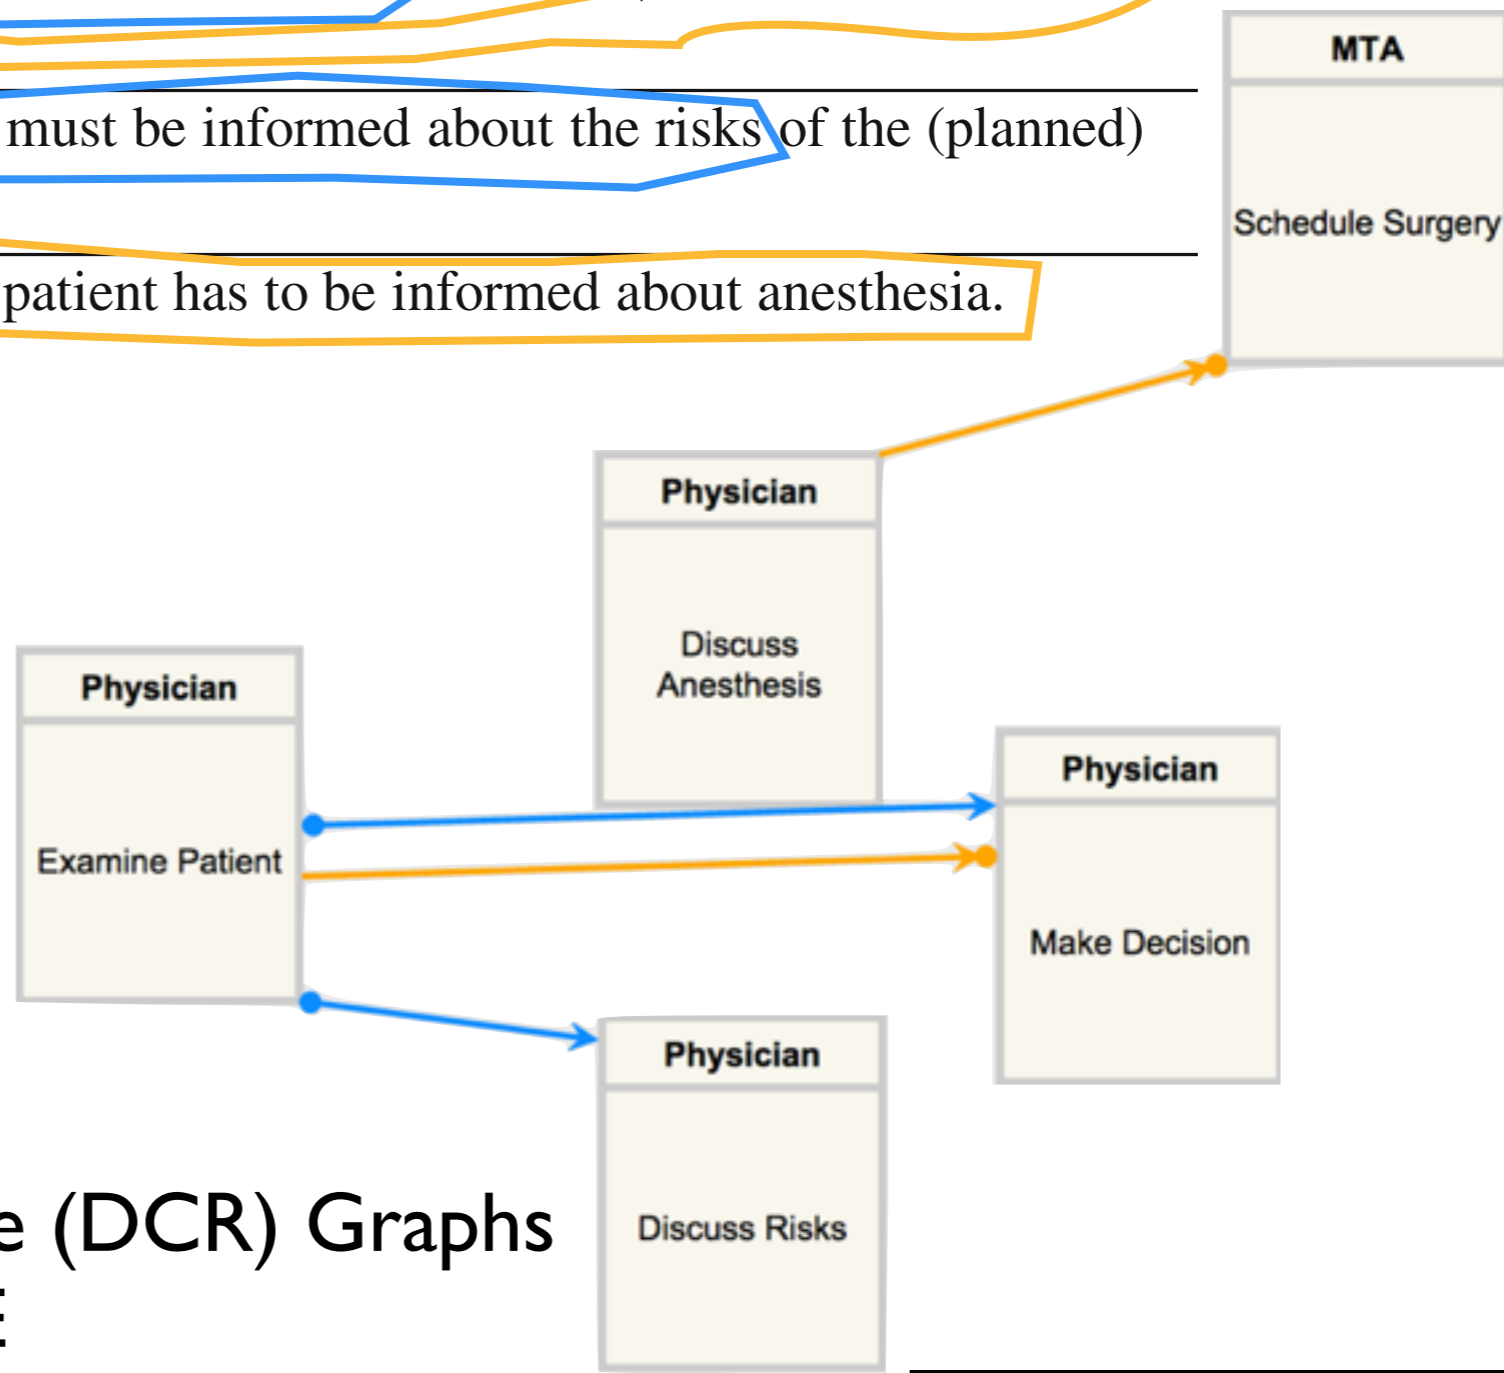 must be informed about the risks of the (planned)
patient has to be informed about anesthesia.
MTA
Schedule Surgery
Physician
Discuss
Anesthesis
Physician
Examine Patient
Physician
Make Decision
Physician
Discuss Risks
(DCR) Graphs